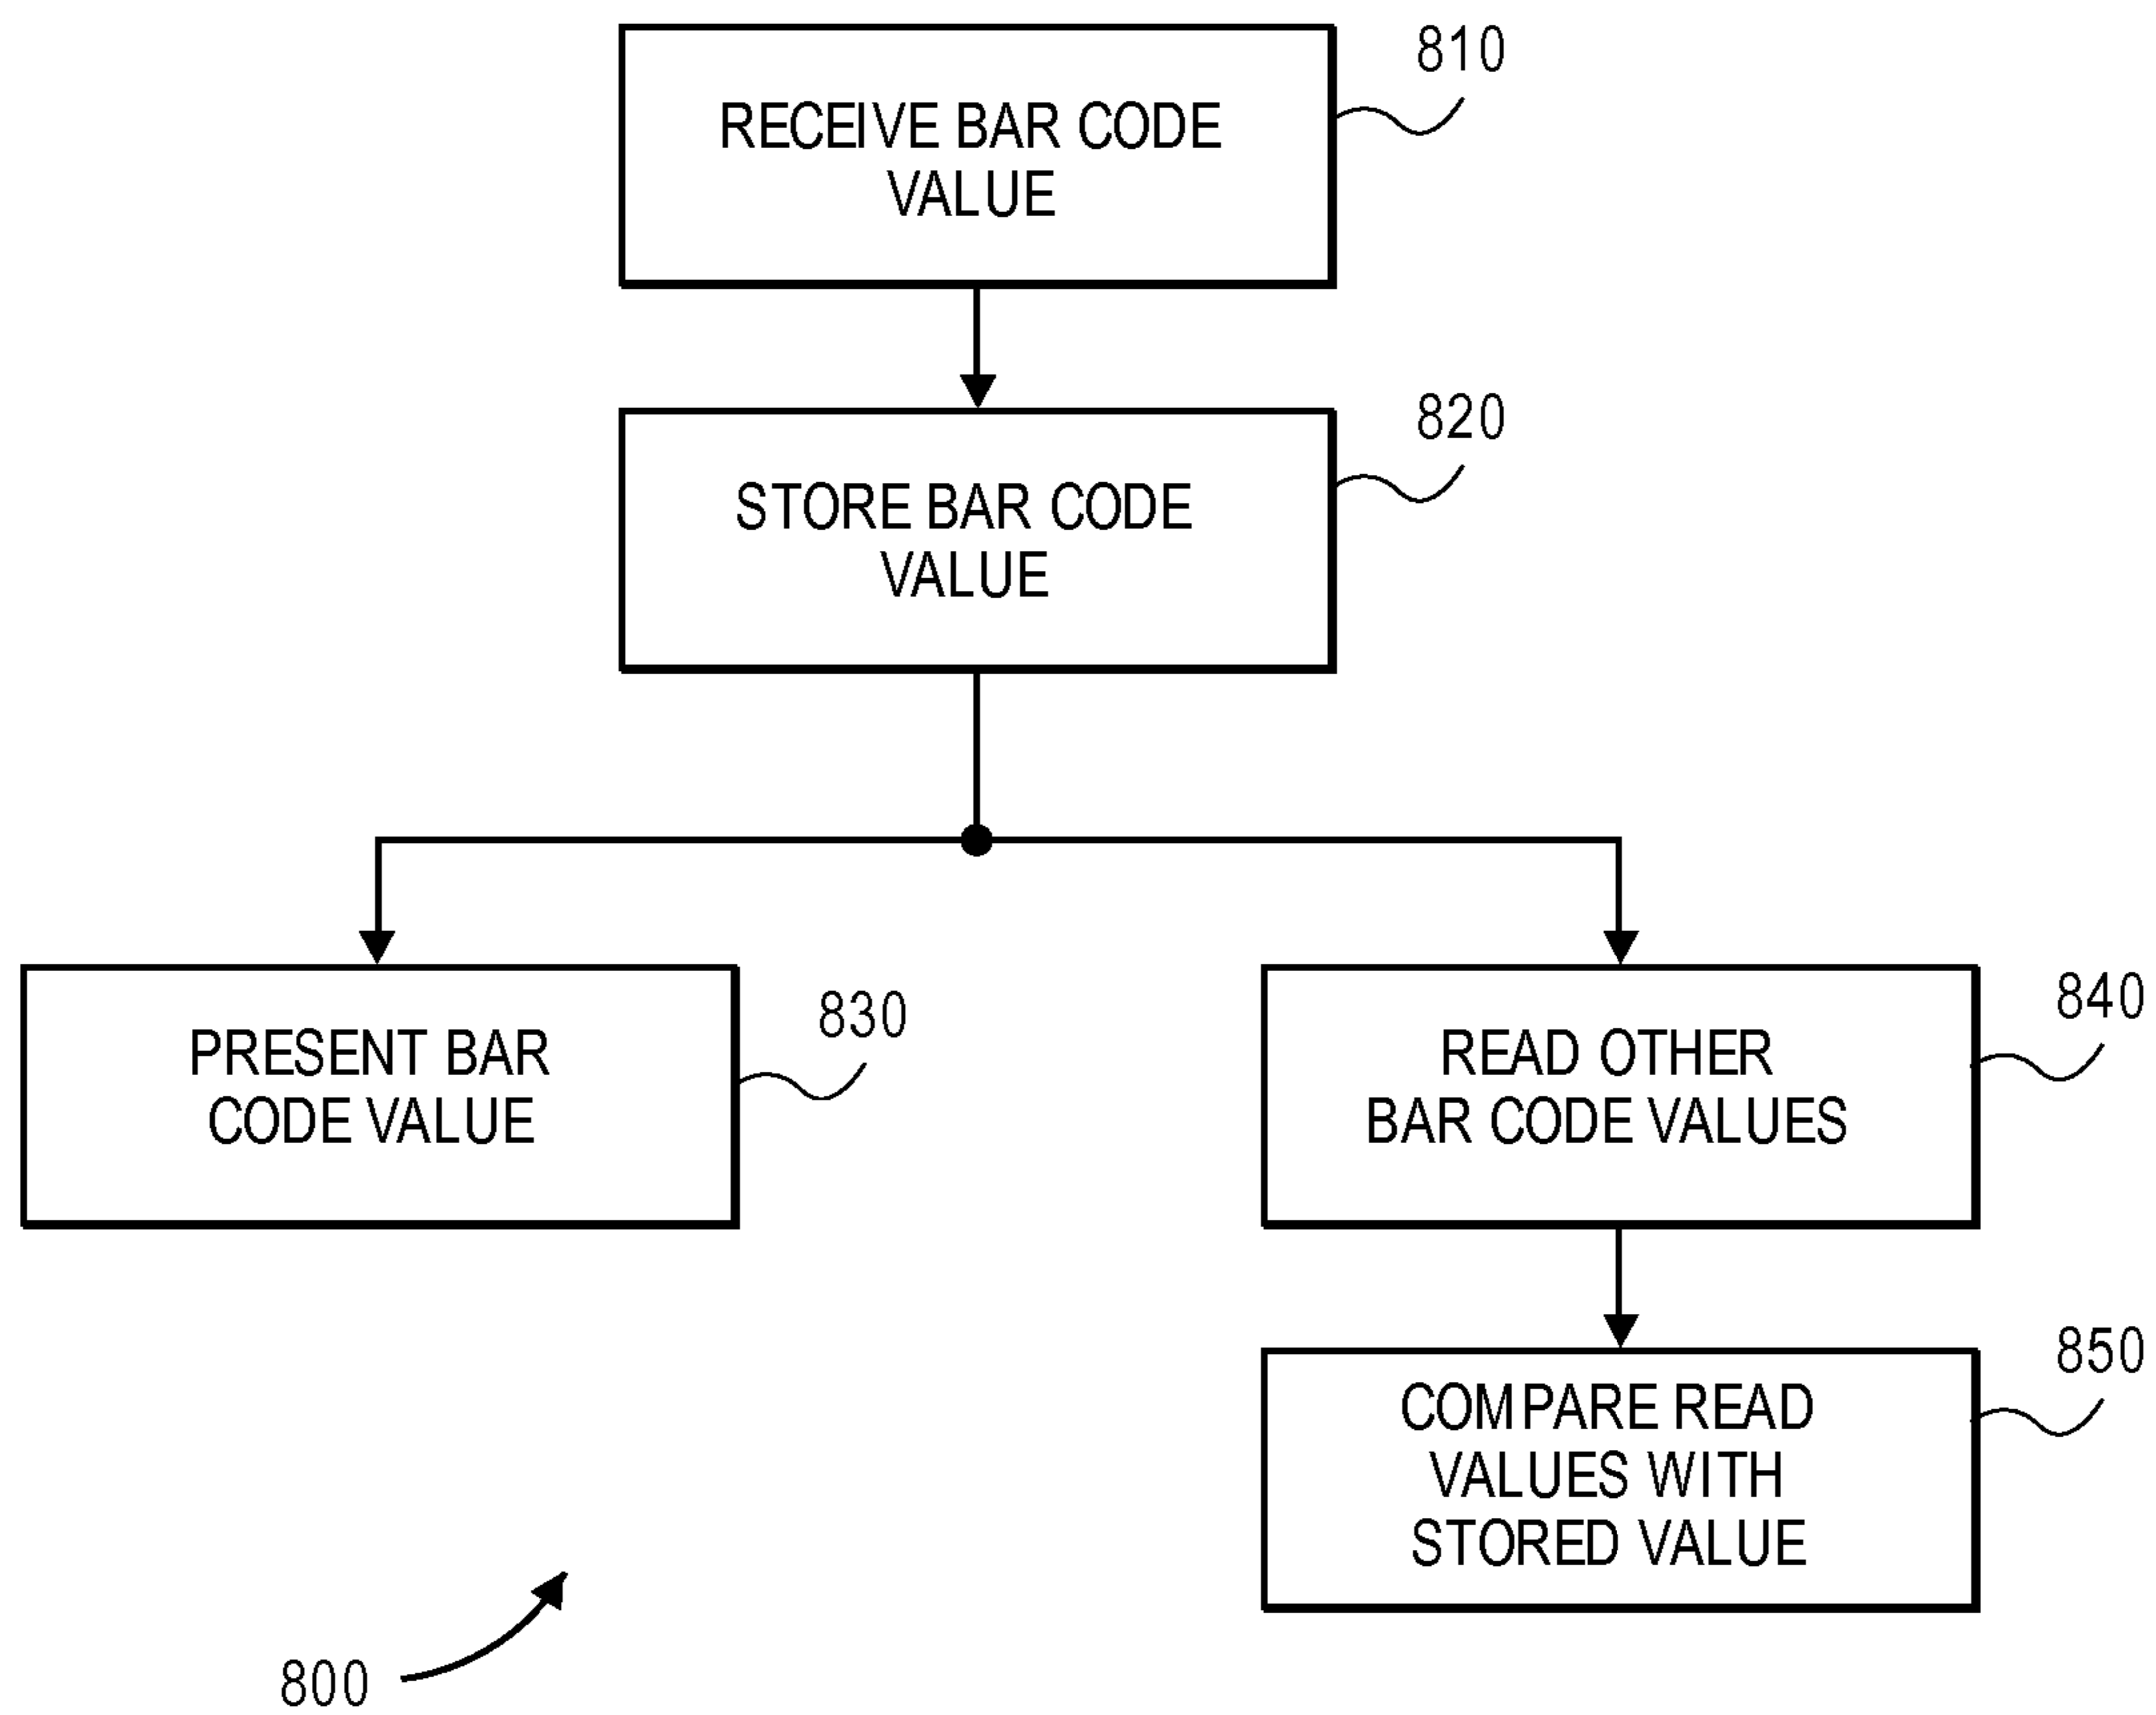 810
RECEIVE BAR CODE
VALUE
820
STORE BAR CODE
VALUE
830
PRESENT BAR
CODE VALUE
840
READ OTHER
BAR CODE VALUES
850
COMPARE READ
VALUES WITH
STORED VALUE
800